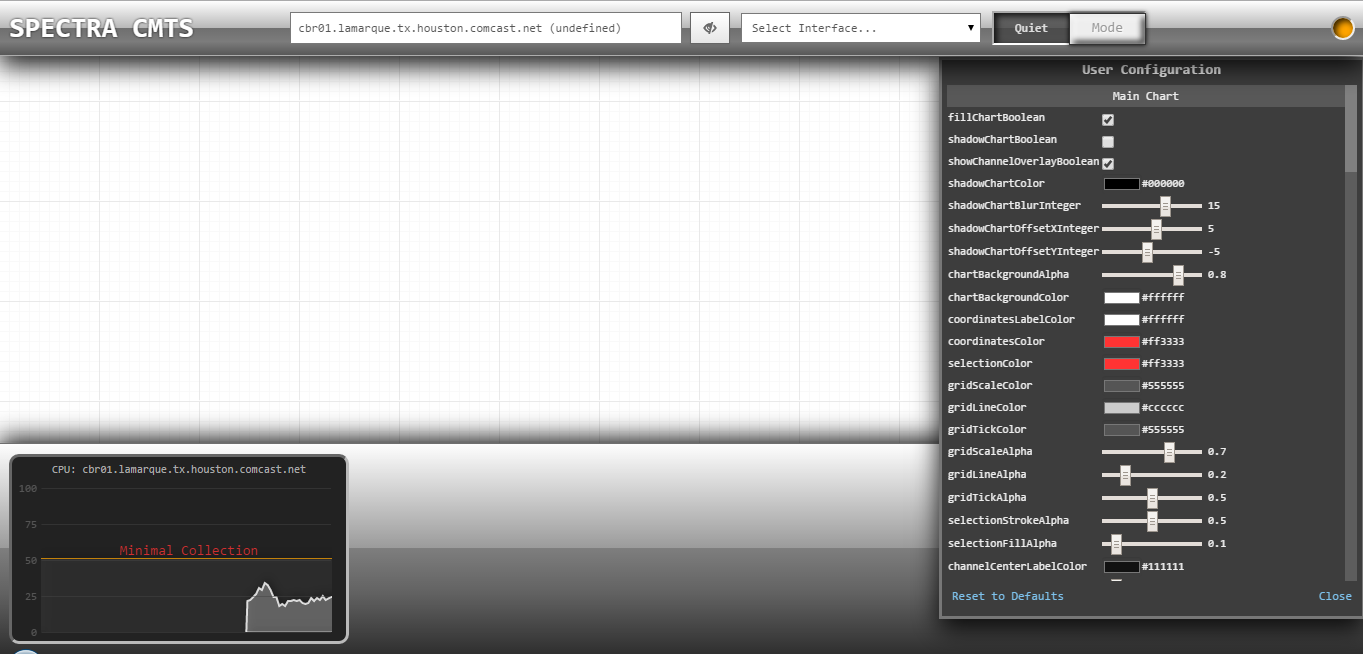 SPECTRA CMTS
cbr01.lamarque.tx.houston.comcast.net (undefined)
Select Interface...
Quiet
Mode
User Configuration
Main Chart
fillChartBoolean
shadowChartBoolean
showChannelOverlayBoolean
shadowChartColor #000000
shadowChartBlurInteger 15
shadowChartOffsetXInteger 5
shadowChartOffsetYInteger -5
chartBackgroundAlpha 0.8
chartBackgroundColor #ffffff
coordinatesLabelColor #ffffff
coordinatesColor #ff3333
selectionColor #ff3333
gridScaleColor #555555
gridLineColor #cccccc
gridTickColor #555555
gridScaleAlpha 0.7
gridLineAlpha 0.2
gridTickAlpha 0.5
selectionStrokeAlpha 0.5
selectionFillAlpha 0.1
channelCenterLabelColor #111111
Reset to Defaults
Close
CPU: cbr01.lamarque.tx.houston.comcast.net
100
75
Minimal Collection
50
25
0